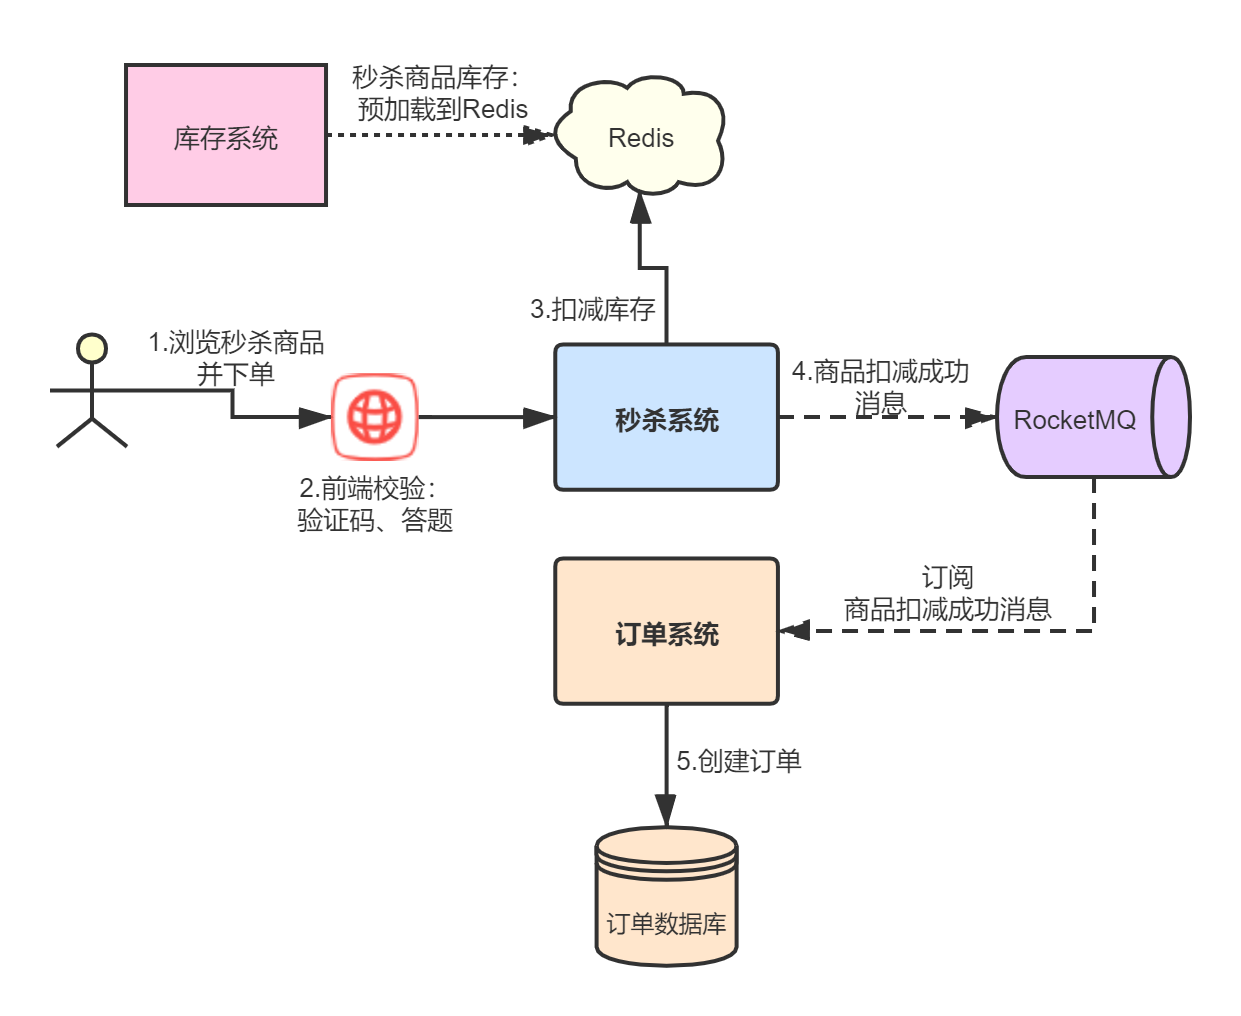 秒杀商品库存：
预加载到Redis
库存系统
Redis
3.扣减库存
1.浏览秒杀商品
并下单
4.商品扣减成功
消息
秒杀系统
RocketMQ
2.前端校验：
验证码、答题
订阅
商品扣减成功消息
订单系统
5.创建订单
订单数据库